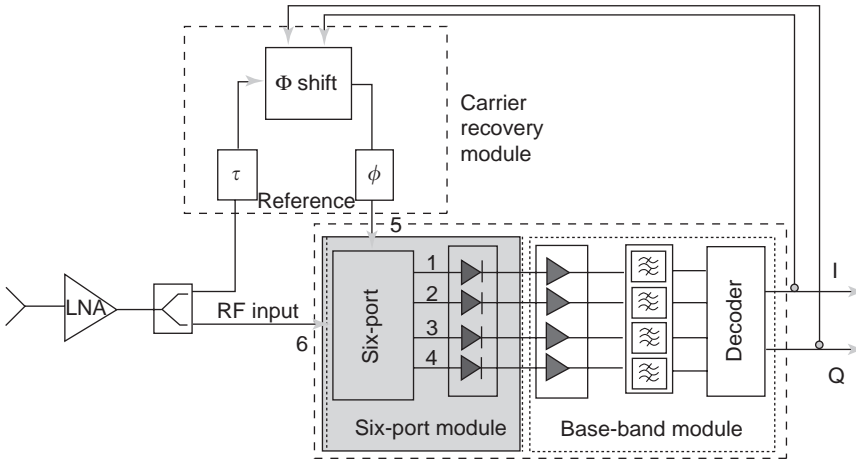 Φ shift
Carrier
recovery
module
τ
ϕ
Reference
5
1
2
3
4
LNA
RF input
6
Six-port
Decoder
I
Q
Six-port module
Base-band module